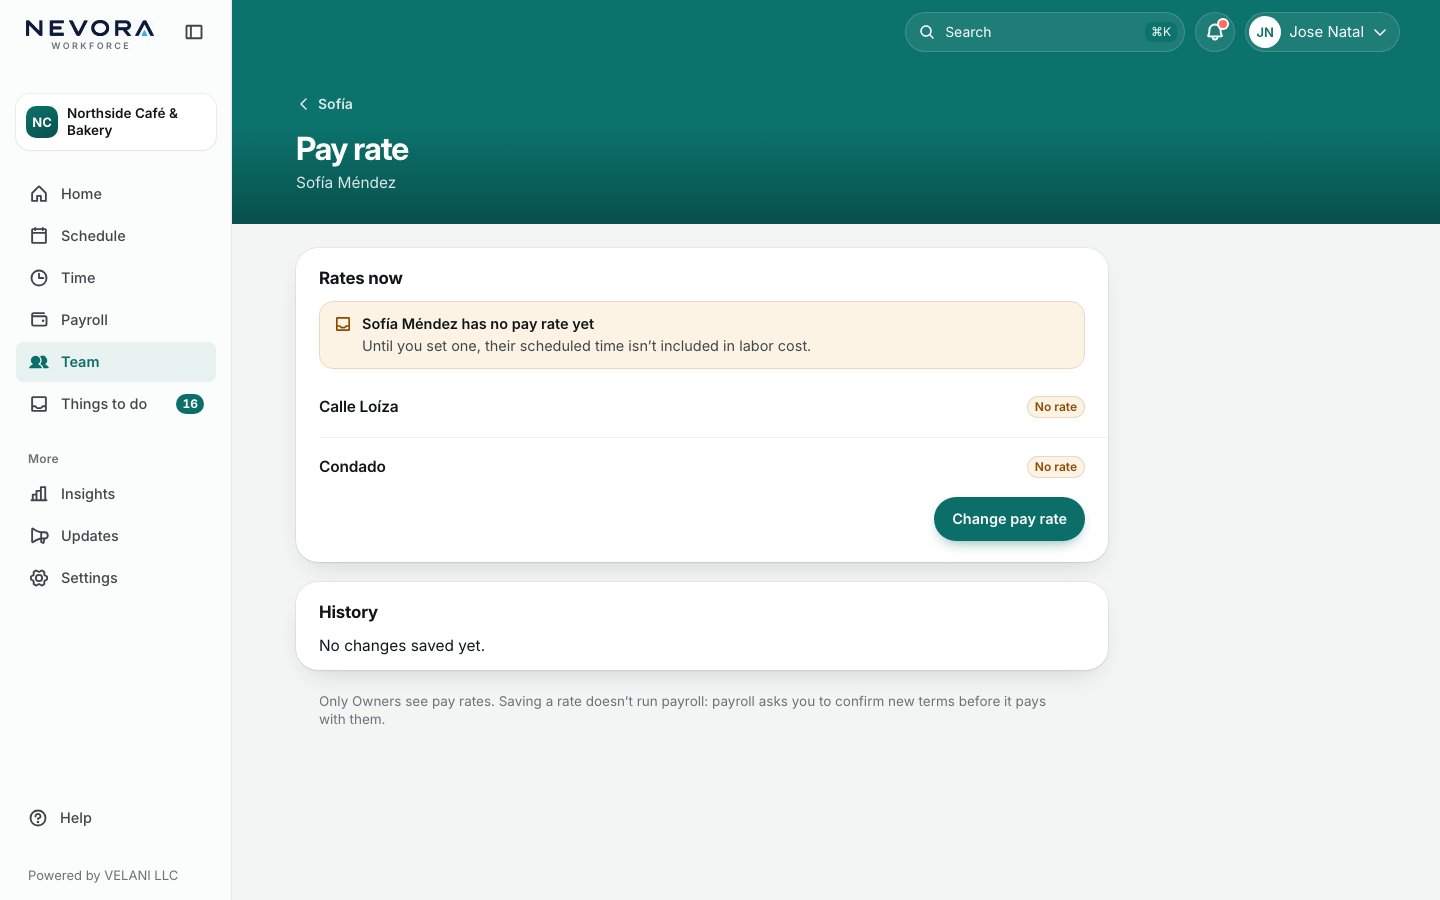 NEVORA
WORKFORCE
Search
⌘K
JN
Jose Natal
NC
Northside Café &
Bakery
Home
Schedule
Time
Payroll
Team
Things to do
16
More
Insights
Updates
Settings
Help
Powered by VELANI LLC
Sofía
Pay rate
Sofía Méndez
Rates now
Sofía Méndez has no pay rate yet
Until you set one, their scheduled time isn’t included in labor cost.
Calle Loíza
No rate
Condado
No rate
Change pay rate
History
No changes saved yet.
Only Owners see pay rates. Saving a rate doesn’t run payroll: payroll asks you to confirm new terms before it pays
with them.